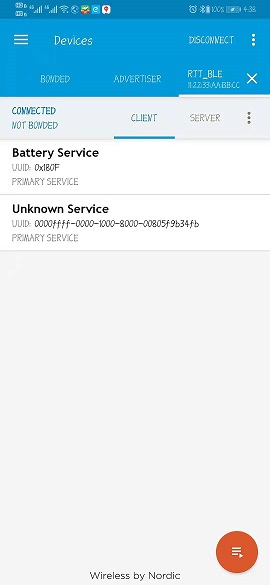 100%
4:38
Devices
DISCONNECT
BONDED
ADVERTISER
RTT_BLE
11:22:33:AA:BB:CC
CONNECTED
NOT BONDED
CLIENT
SERVER
Battery Service
UUID: 0x180F
PRIMARY SERVICE
Unknown Service
UUID: 0000ffff-0000-1000-8000-00805f9b34fb
PRIMARY SERVICE
Wireless by Nordic